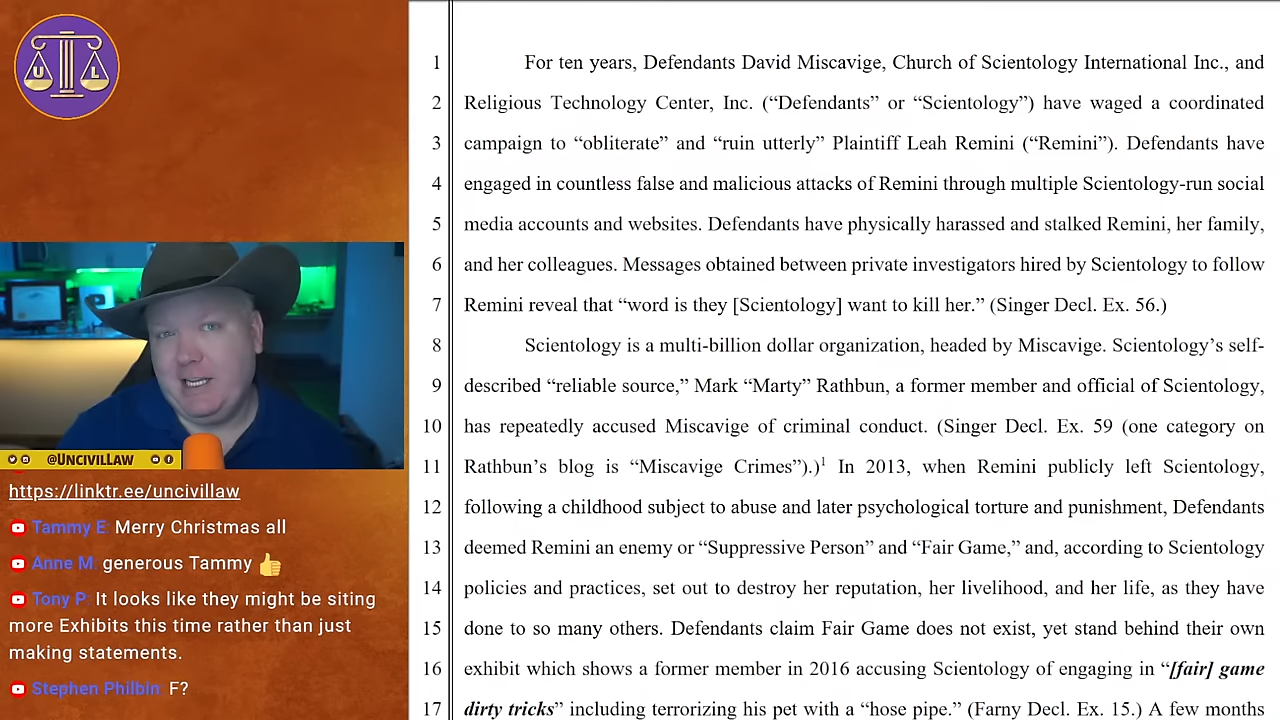 U L
@UNCIVILLAW
https://linktr.ee/uncivillaw
Tammy E: Merry Christmas all
Anne M: generous Tammy 👍
Tony P: It looks like they might be siting
more Exhibits this time rather than just
making statements.
Stephen Philbin: F?
1 For ten years, Defendants David Miscavige, Church of Scientology International Inc., and
2 Religious Technology Center, Inc. (“Defendants” or “Scientology”) have waged a coordinated
3 campaign to “obliterate” and “ruin utterly” Plaintiff Leah Remini (“Remini”). Defendants have
4 engaged in countless false and malicious attacks of Remini through multiple Scientology-run social
5 media accounts and websites. Defendants have physically harassed and stalked Remini, her family,
6 and her colleagues. Messages obtained between private investigators hired by Scientology to follow
7 Remini reveal that “word is they [Scientology] want to kill her.” (Singer Decl. Ex. 56.)
8 Scientology is a multi-billion dollar organization, headed by Miscavige. Scientology’s self-
9 described “reliable source,” Mark “Marty” Rathbun, a former member and official of Scientology,
10 has repeatedly accused Miscavige of criminal conduct. (Singer Decl. Ex. 59 (one category on
11 Rathbun’s blog is “Miscavige Crimes”).)1 In 2013, when Remini publicly left Scientology,
12 following a childhood subject to abuse and later psychological torture and punishment, Defendants
13 deemed Remini an enemy or “Suppressive Person” and “Fair Game,” and, according to Scientology
14 policies and practices, set out to destroy her reputation, her livelihood, and her life, as they have
15 done to so many others. Defendants claim Fair Game does not exist, yet stand behind their own
16 exhibit which shows a former member in 2016 accusing Scientology of engaging in “[fair] game
17 dirty tricks” including terrorizing his pet with a “hose pipe.” (Farny Decl. Ex. 15.) A few months